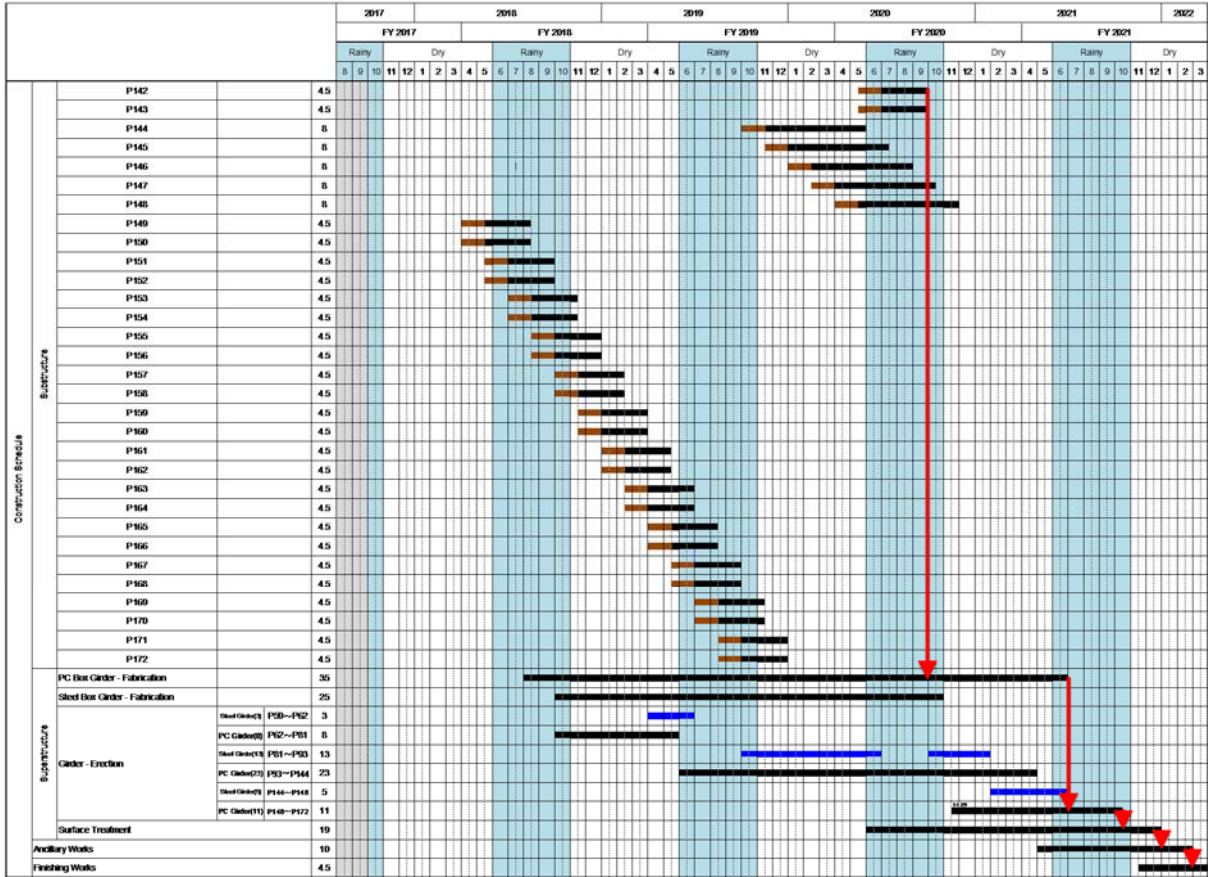 2017 2018 2019 2020 2021 2022
FY 2017 FY 2018 FY 2019 FY 2020 FY 2021
Rainy Dry Rainy Dry Rainy Dry Rainy Dry Rainy Dry
8 9 10 11 12 1 2 3 4 5 6 7 8 9 10 11 12 1 2 3 4 5 6 7 8 9 10 11 12 1 2 3 4 5 6 7 8 9 10 11 12 1 2 3 4 5 6 7 8 9 10 11 12 1 2 3
Construction Schedule
Substructure
P142 4.5
P143 4.5
P144 8
P145 8
P146 8
P147 8
P148 8
P149 4.5
P150 4.5
P151 4.5
P152 4.5
P153 4.5
P154 4.5
P155 4.5
P156 4.5
P157 4.5
P158 4.5
P159 4.5
P160 4.5
P161 4.5
P162 4.5
P163 4.5
P164 4.5
P165 4.5
P166 4.5
P167 4.5
P168 4.5
P169 4.5
P170 4.5
P171 4.5
P172 4.5
Superstructure
PC Box Girder - Fabrication 35
Steel Box Girder - Fabrication 25
Girder - Erection
Steel Girder(3) P59~P62 3
PC Girder(8) P62~P81 8
Steel Girder(13) P81~P93 13
PC Girder(23) P93~P144 23
Steel Girder(5) P144~P148 5
PC Girder(11) P148~P172 11
Surface Treatment 19
Ancillary Works 10
Finishing Works 4.5